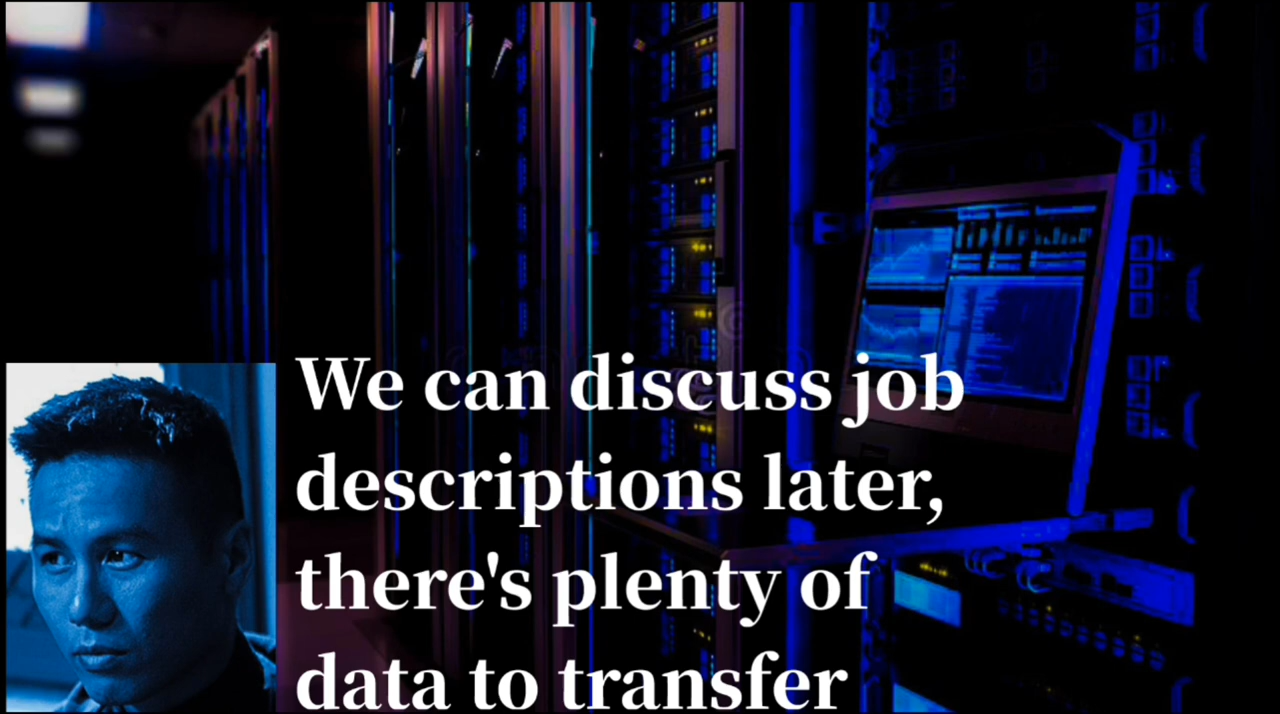 We can discuss job
descriptions later,
there's plenty of
data to transfer